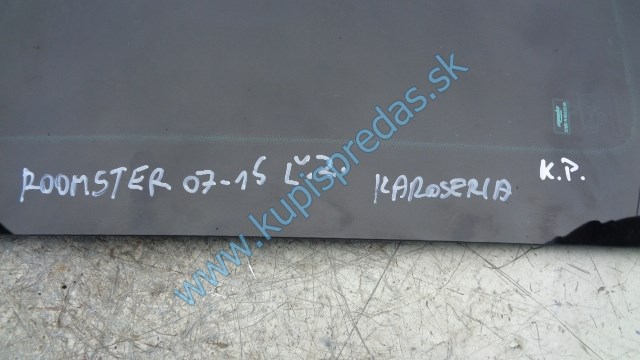 ROOMSTER 07-15 Ľ.Z. KAROSERIA K.P.
www.kupispredas.sk